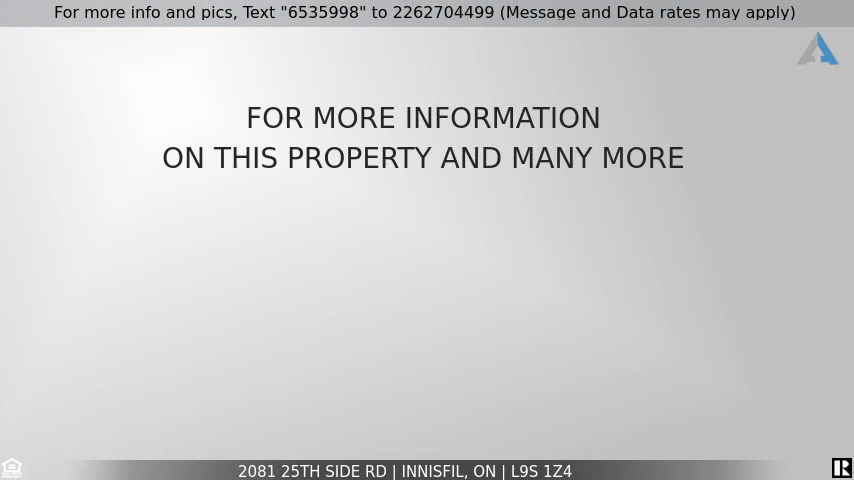 For more info and pics, Text "6535998" to 2262704499 (Message and Data rates may apply)
FOR MORE INFORMATION
ON THIS PROPERTY AND MANY MORE
2081 25TH SIDE RD | INNISFIL, ON | L9S 1Z4